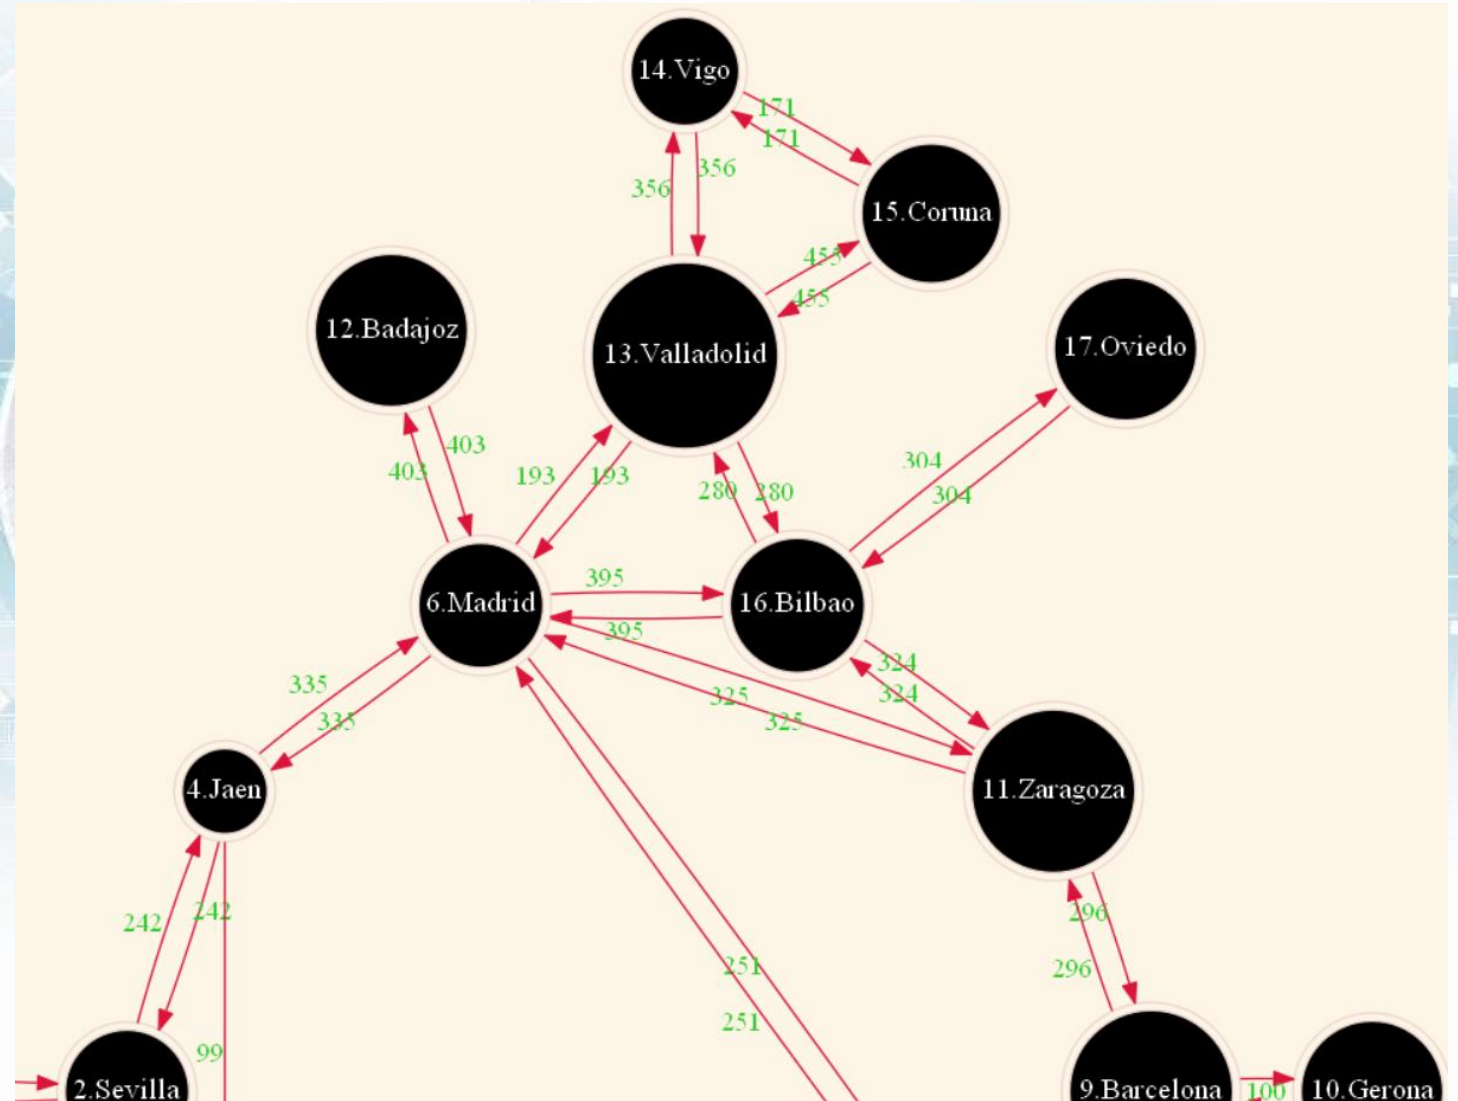 14.Vigo
171
171
356
356
15.Coruna
455
455
12.Badajoz
13.Valladolid
17.Oviedo
403
403
193
193
280
280
304
304
6.Madrid
395
395
16.Bilbao
324
324
325
325
335
335
4.Jaen
11.Zaragoza
242
242
296
296
251
251
99
2.Sevilla
9.Barcelona
100
10.Gerona